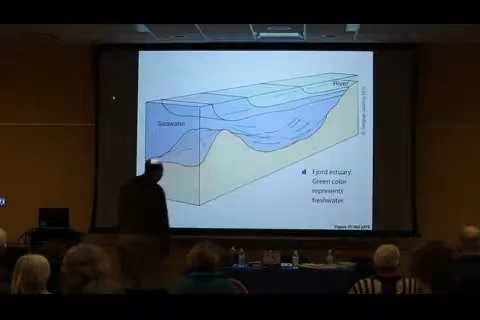 River
Seawater
d Fjord estuary.
Green color
represents
freshwater.